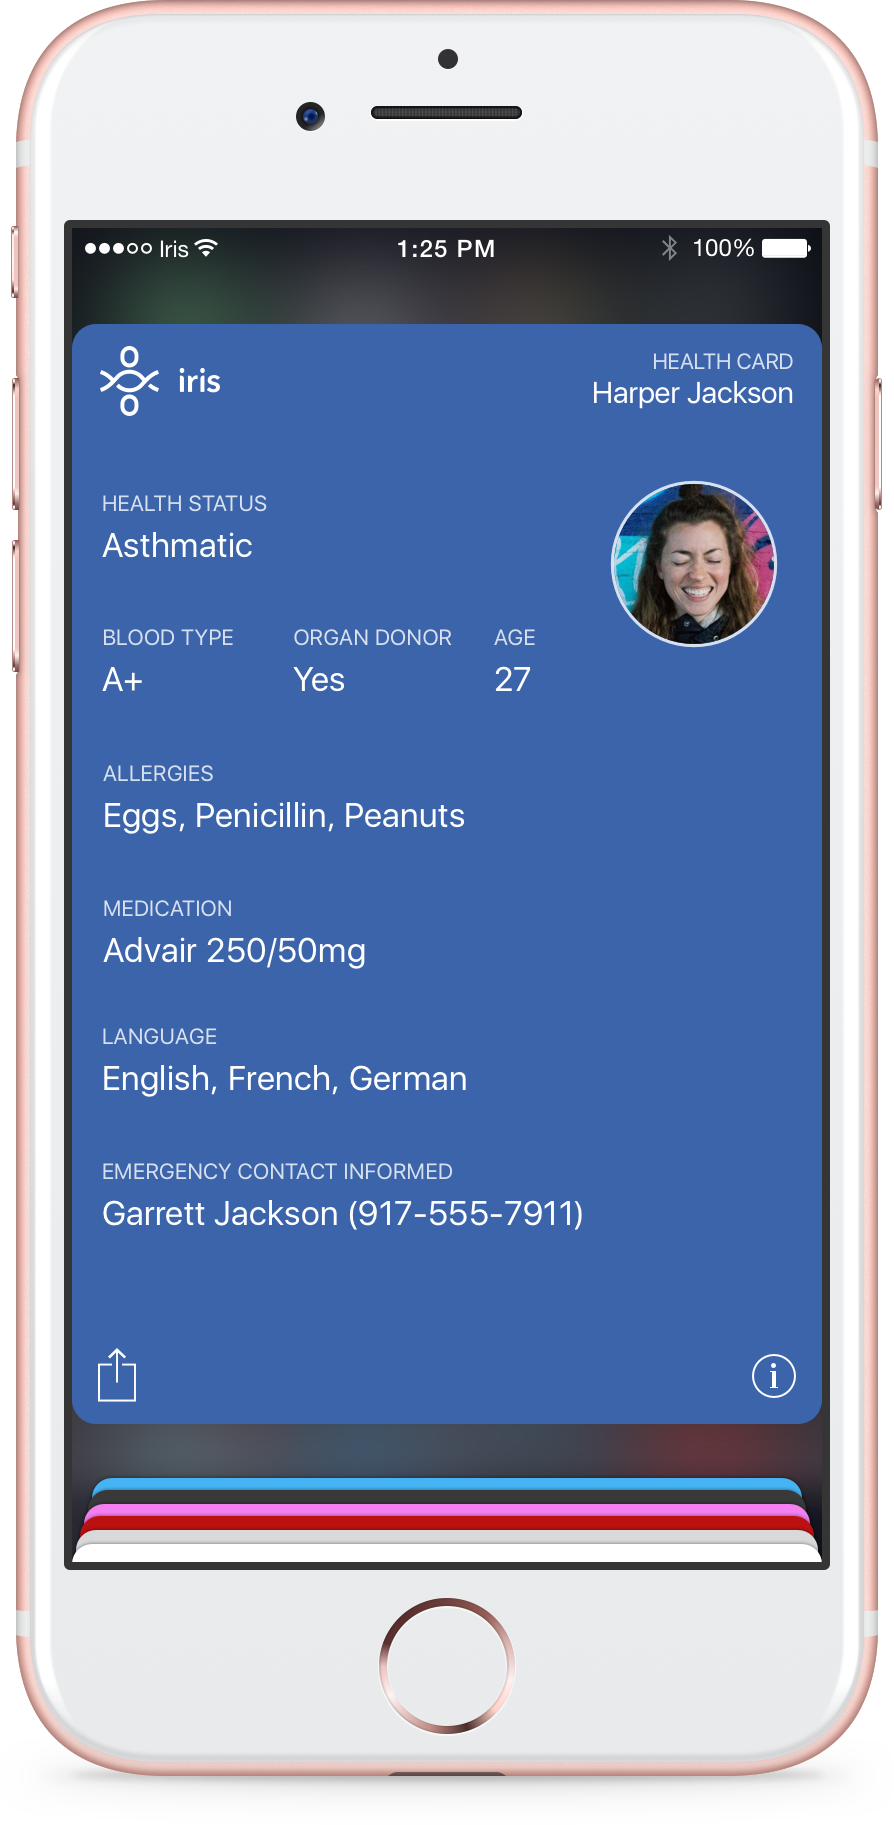 Iris 1:25 PM 100%
iris
HEALTH CARD
Harper Jackson
HEALTH STATUS
Asthmatic
BLOOD TYPE ORGAN DONOR AGE
A+ Yes 27
ALLERGIES
Eggs, Penicillin, Peanuts
MEDICATION
Advair 250/50mg
LANGUAGE
English, French, German
EMERGENCY CONTACT INFORMED
Garrett Jackson (917-555-7911)
i